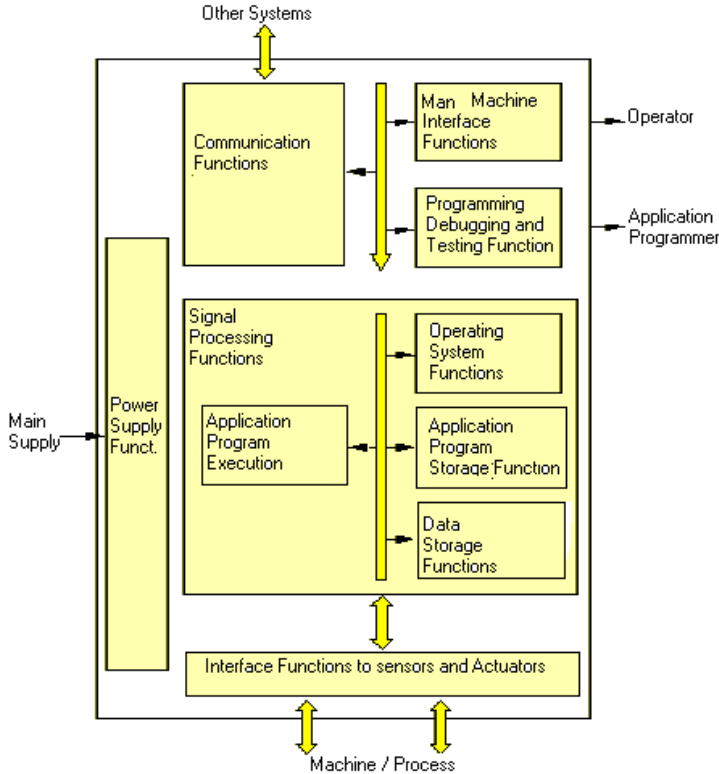 Other Systems
Communication
Functions
Man Machine
Interface
Functions
Operator
Programming
Debugging and
Testing Function
Application
Programmer
Signal
Processing
Functions
Operating
System
Functions
Main
Supply
Power
Supply
Funct.
Application
Program
Execution
Application
Program
Storage Function
Data
Storage
Functions
Interface Functions to sensors and Actuators
Machine / Process